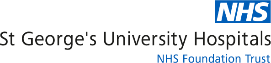 NHS
St George's University Hospitals
NHS Foundation Trust